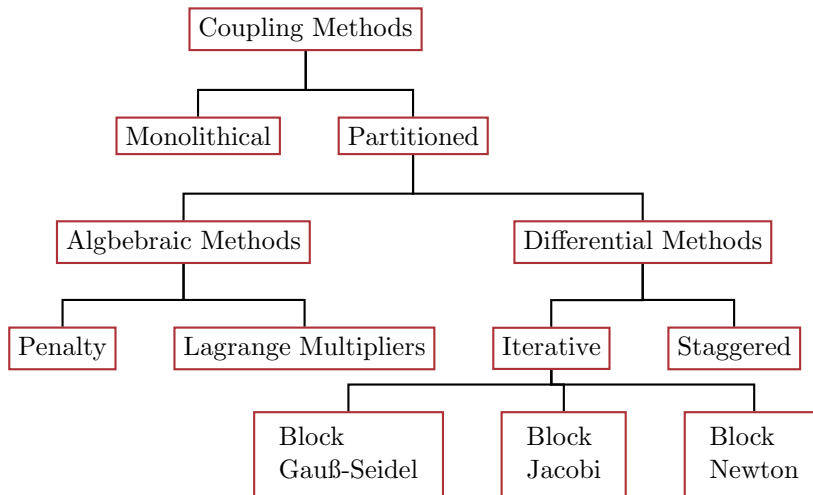 Coupling Methods
Monolithical
Partitioned
Algbebraic Methods
Differential Methods
Penalty
Lagrange Multipliers
Iterative
Staggered
Block
Gauß-Seidel
Block
Jacobi
Block
Newton